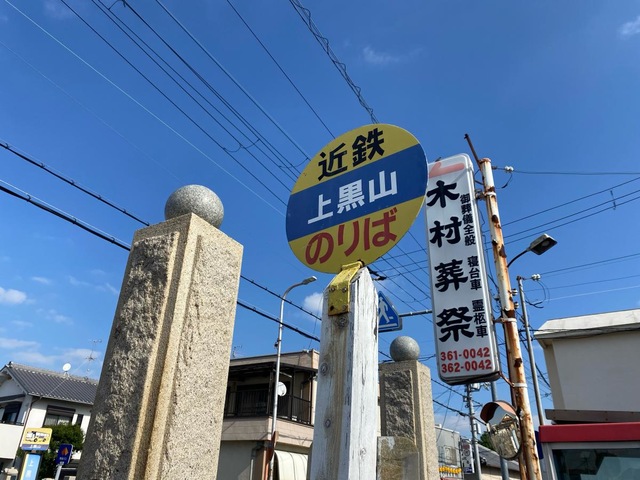 近鉄
上黒山
のりば
木村葬祭
御葬儀全般 寝台車 霊柩車
361-0042
362-0042